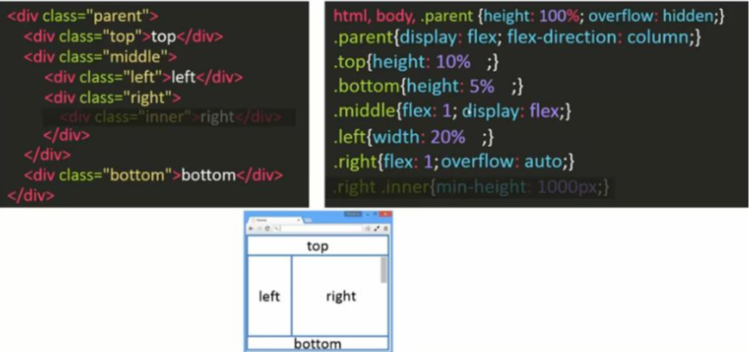 <div class="parent">
<div class="top">top</div>
<div class="middle">
<div class="left">left</div>
<div class="right">
<div class="inner">right</div>
</div>
</div>
<div class="bottom">bottom</div>
</div>
html, body, .parent {height: 100%; overflow: hidden;}
.parent{display: flex; flex-direction: column;}
.top{height: 10% ;}
.bottom{height: 5% ;}
.middle{flex: 1; display: flex;}
.left{width: 20% ;}
.right{flex: 1; overflow: auto;}
.right .inner{min-height: 1000px;}
top
left right
bottom